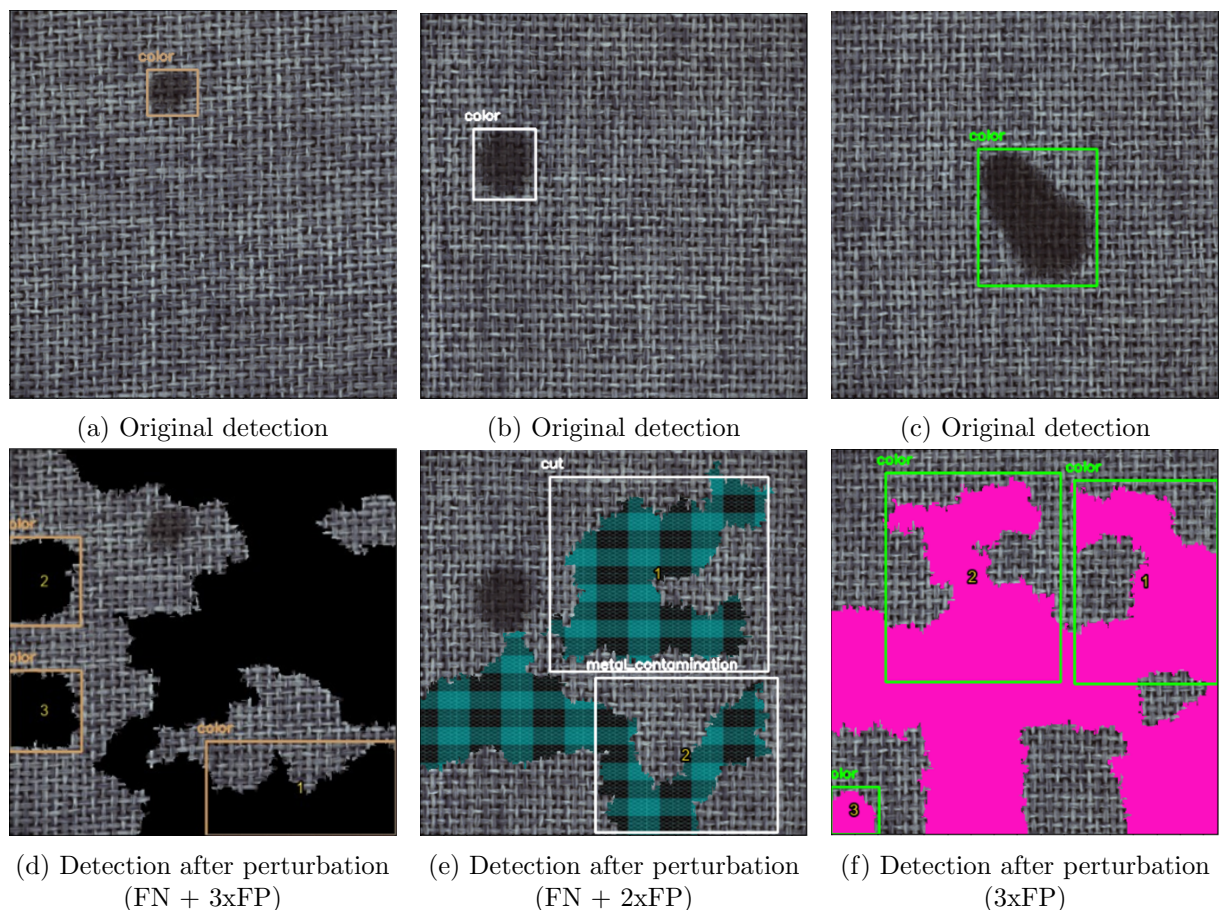 color
color
color
(a) Original detection
(b) Original detection
(c) Original detection
color
2
color
3
color
1
cut
1
metal_contamination
2
color
color
2
1
color
3
(d) Detection after perturbation
(FN + 3xFP)
(e) Detection after perturbation
(FN + 2xFP)
(f) Detection after perturbation
(3xFP)